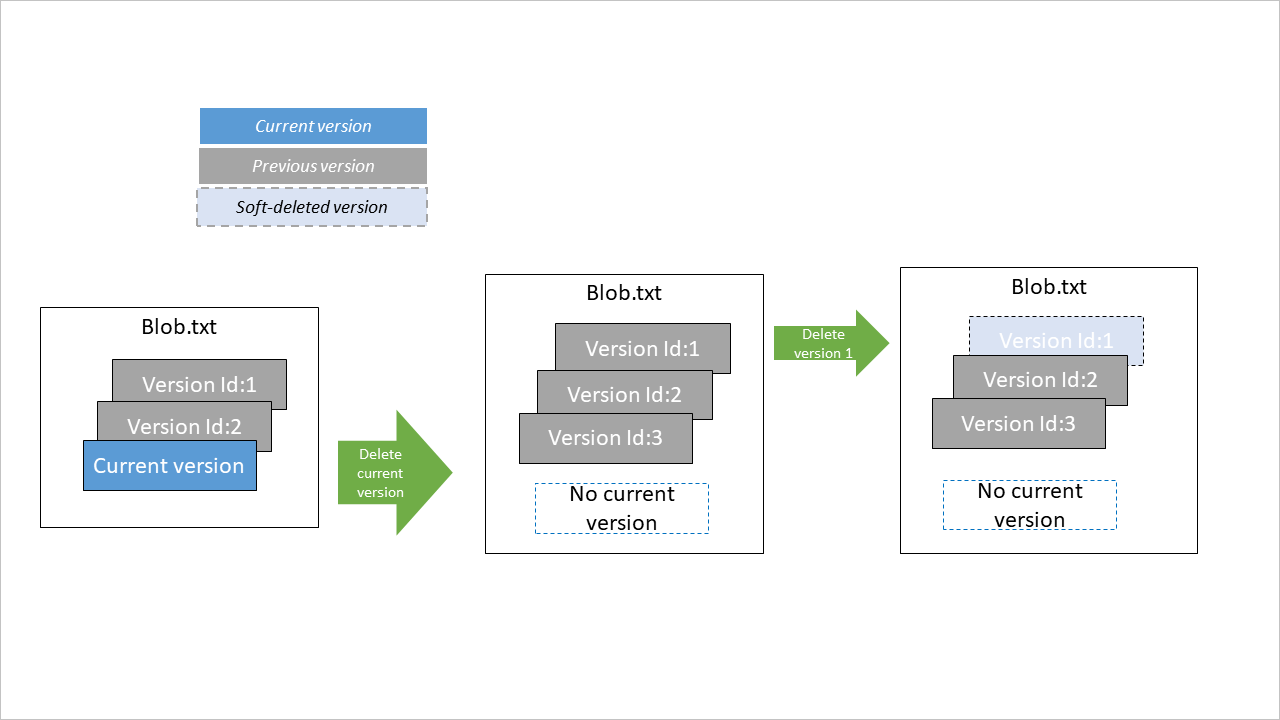 Current version
Previous version
Soft-deleted version
Blob.txt
Version Id:1
Version Id:2
Current version
Delete
current
version
Blob.txt
Version Id:1
Version Id:2
Version Id:3
No current
version
Delete
version 1
Blob.txt
Version Id:1
Version Id:2
Version Id:3
No current
version